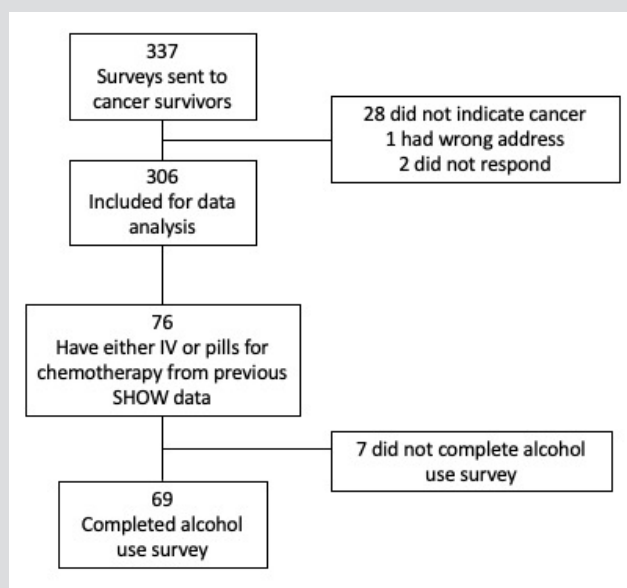 337
Surveys sent to
cancer survivors
28 did not indicate cancer
1 had wrong address
2 did not respond
306
Included for data
analysis
76
Have either IV or pills for
chemotherapy from previous
SHOW data
7 did not complete alcohol
use survey
69
Completed alcohol
use survey